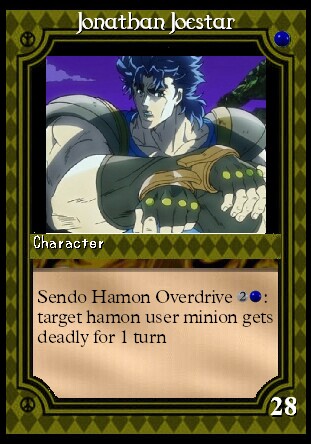 Jonathan Joestar
Character
Sendo Hamon Overdrive 2:
target hamon user minion gets
deadly for 1 turn
28